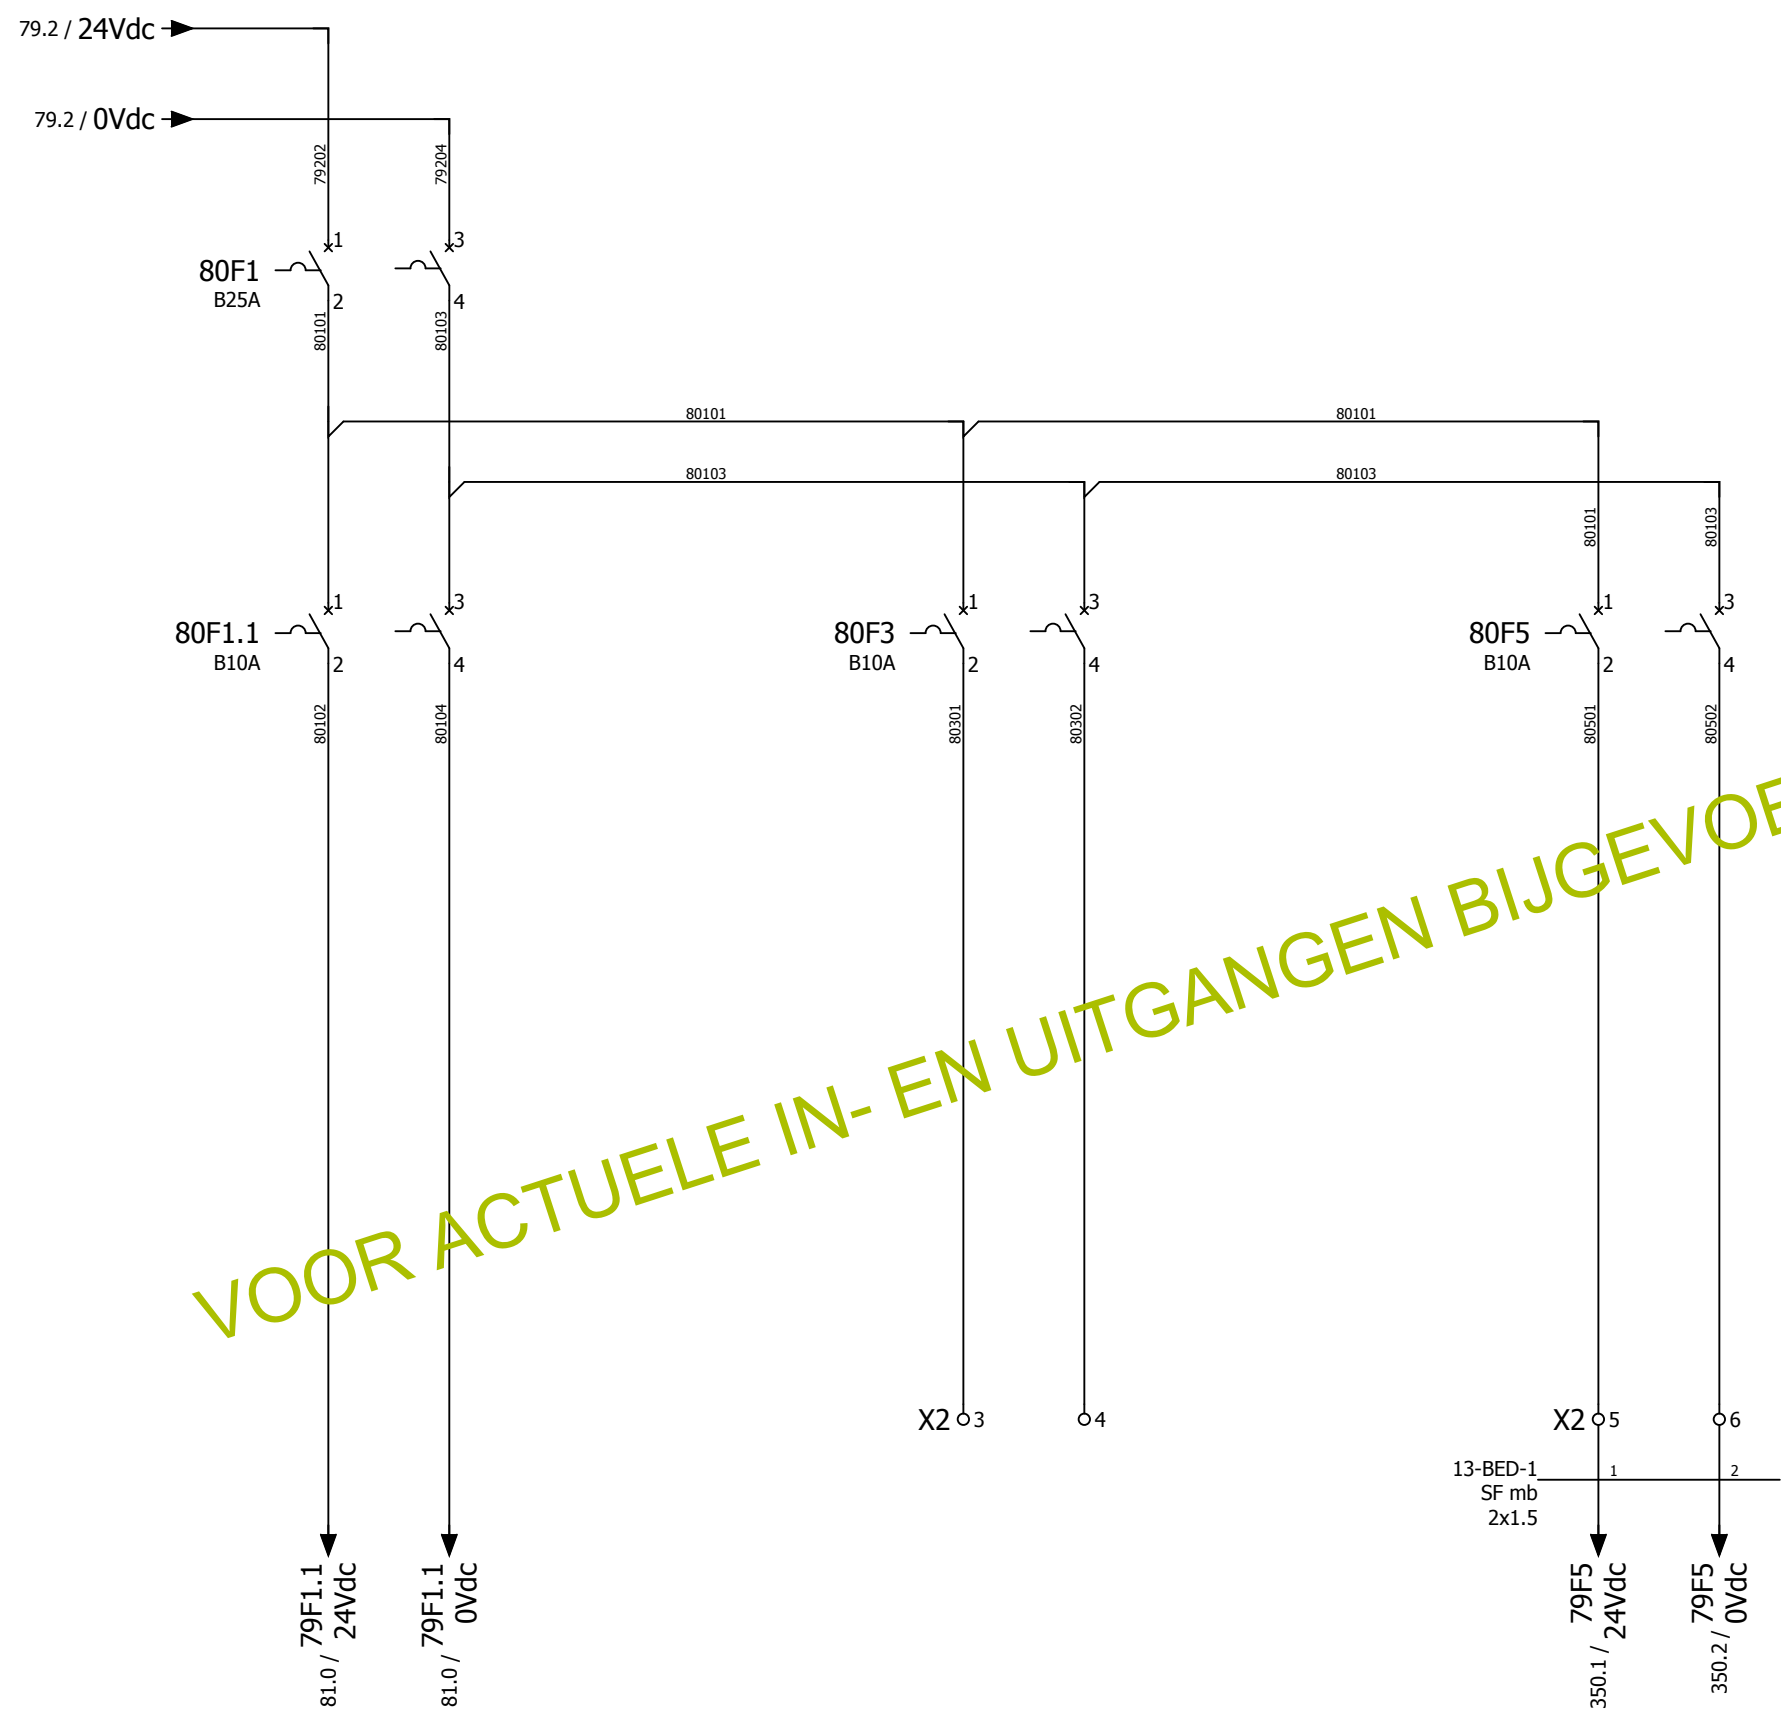 79.2 / 24Vdc
79.2 / 0Vdc
79202
79204
1
3
80F1
B25A
2
4
80101
80103
80101
80101
80103
80103
80101
80103
1
3
80F1.1
B10A
2
4
1
3
80F3
B10A
2
4
1
3
80F5
B10A
2
4
80102
80104
80301
80302
80501
80502
VOOR ACTUELE IN- EN UITGANGEN BIJGEVOE
X2 3
4
X2 5
6
13-BED-1
SF mb
2x1.5
1
2
81.0 / 79F1.1
24Vdc
81.0 / 79F1.1
0Vdc
350.1 / 79F5
24Vdc
350.2 / 79F5
0Vdc